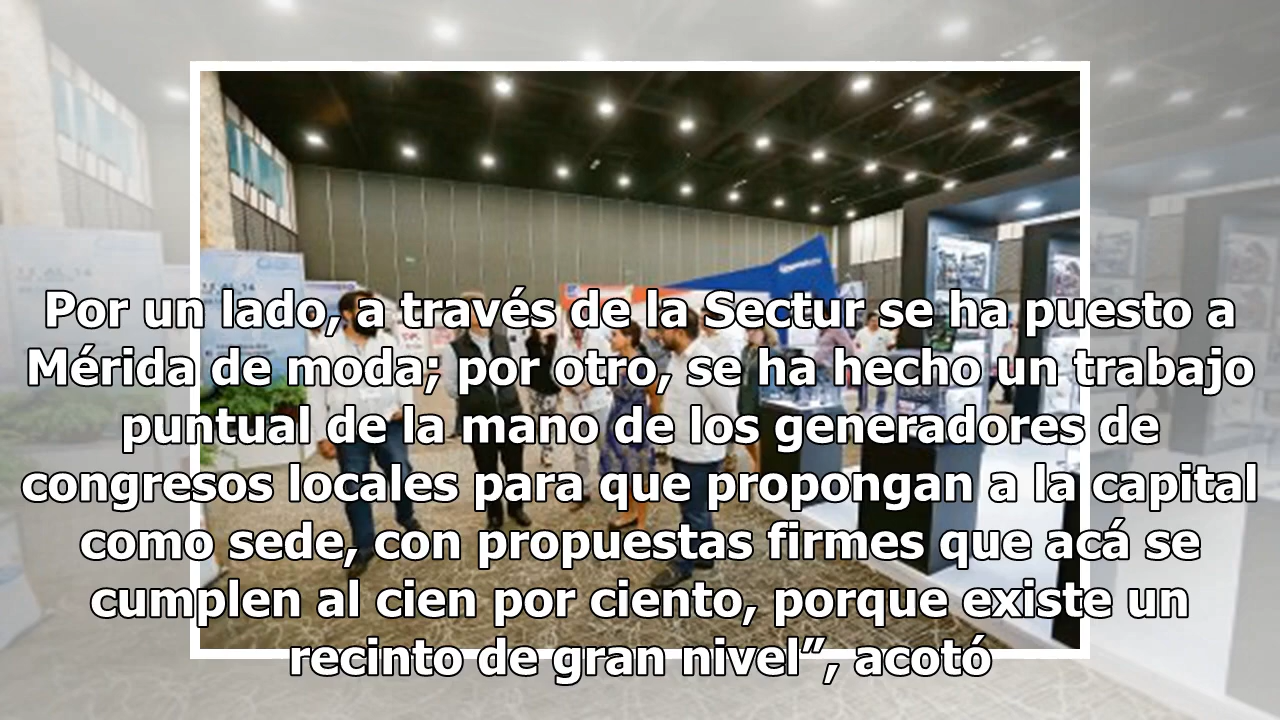 Por un lado, a través de la Sectur se ha puesto a
Mérida de moda; por otro, se ha hecho un trabajo
puntual de la mano de los generadores de
congresos locales para que propongan a la capital
como sede, con propuestas firmes que acá se
cumplen al cien por ciento, porque existe un
recinto de gran nivel”, acotó